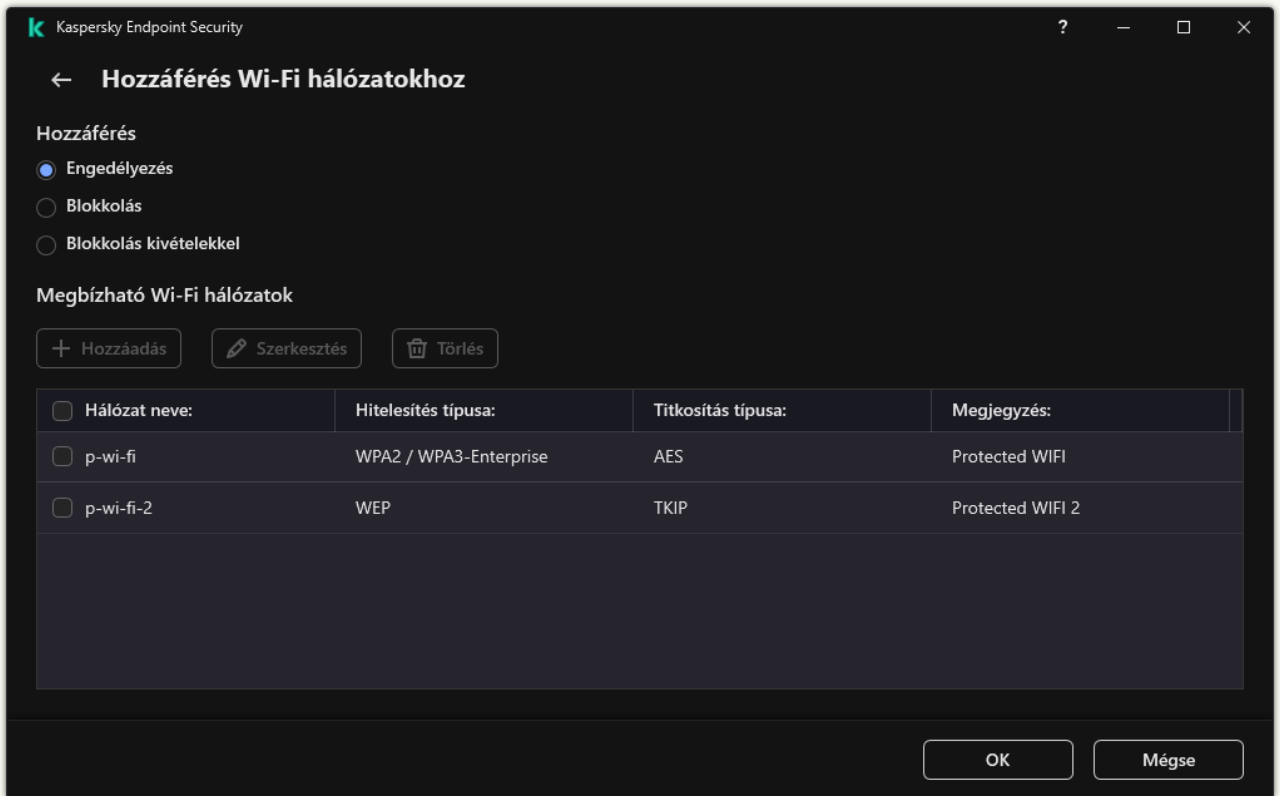 Kaspersky Endpoint Security
?
Hozzáférés Wi-Fi hálózatokhoz
Hozzáférés
Engedélyezés
Blokkolás
Blokkolás kivételekkel
Megbízható Wi-Fi hálózatok
Hozzáadás Szerkesztés Törlés
Hálózat neve: Hitelesítés típusa: Titkosítás típusa: Megjegyzés:
p-wi-fi WPA2 / WPA3-Enterprise AES Protected WIFI
p-wi-fi-2 WEP TKIP Protected WIFI 2
OK Mégse